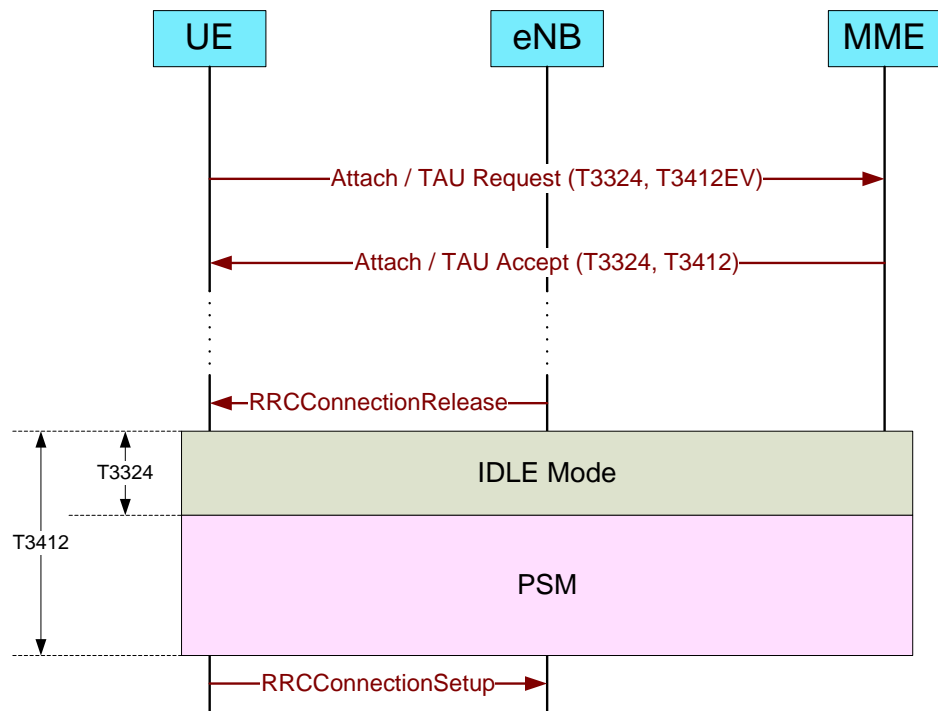 UE
eNB
MME
Attach / TAU Request (T3324, T3412EV)
Attach / TAU Accept (T3324, T3412)
RRCConnectionRelease
IDLE Mode
T3324
T3412
PSM
RRCConnectionSetup